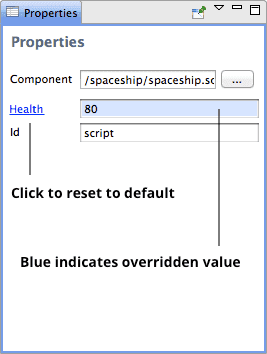 Properties
Properties
Component /spaceship/spaceship.sc ...
Health 80
Id script
Click to reset to default
Blue indicates overridden value